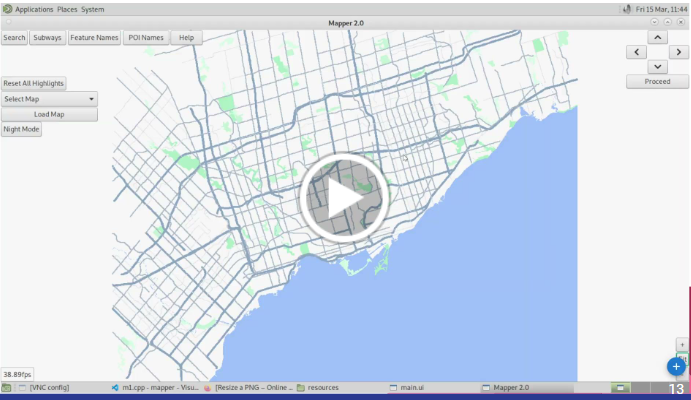 Applications Places System
Fri 15 Mar, 11:44
Mapper 2.0
Search Subways Feature Names POI Names Help
Reset All Highlights
Proceed
Select Map
Load Map
Night Mode
+
38.89fps
+
[VNC config] m1.cpp - mapper - Visu... [Resize a PNG – Online ... resources main.ui Mapper 2.0
13